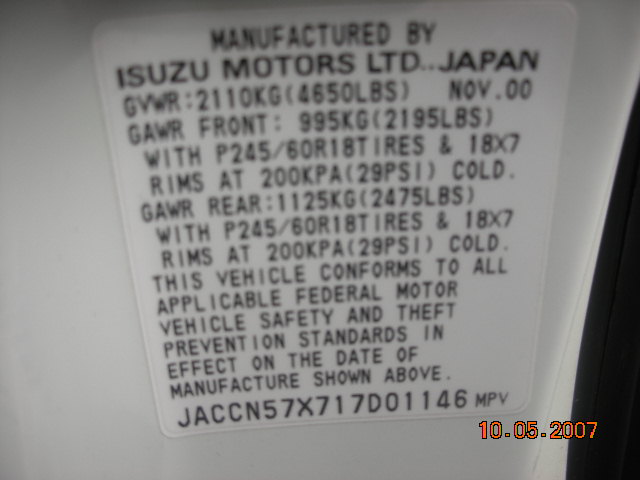 MANUFACTURED BY
ISUZU MOTORS LTD., JAPAN
GVWR:2110KG(4650LBS) NOV.00
GAWR FRONT: 995KG(2195LBS)
WITH P245/60R18TIRES & 18X7
RIMS AT 200KPA(29PSI) COLD.
GAWR REAR:1125KG(2475LBS)
WITH P245/60R18TIRES & 18X7
RIMS AT 200KPA(29PSI) COLD.
THIS VEHICLE CONFORMS TO ALL
APPLICABLE FEDERAL MOTOR
VEHICLE SAFETY AND THEFT
PREVENTION STANDARDS IN
EFFECT ON THE DATE OF
MANUFACTURE SHOWN ABOVE.
JACCN57X717D01146 MPV
10.05.2007